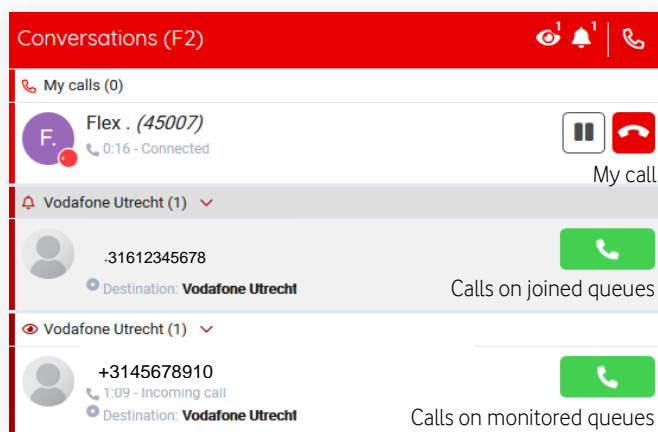 Conversations (F2) 1 1
My calls (0)
F. Flex . (45007)
0:16 - Connected
My call
Vodafone Utrecht (1)
31612345678
Destination: Vodafone Utrecht
Calls on joined queues
Vodafone Utrecht (1)
+3145678910
1:09 - Incoming call
Destination: Vodafone Utrecht
Calls on monitored queues